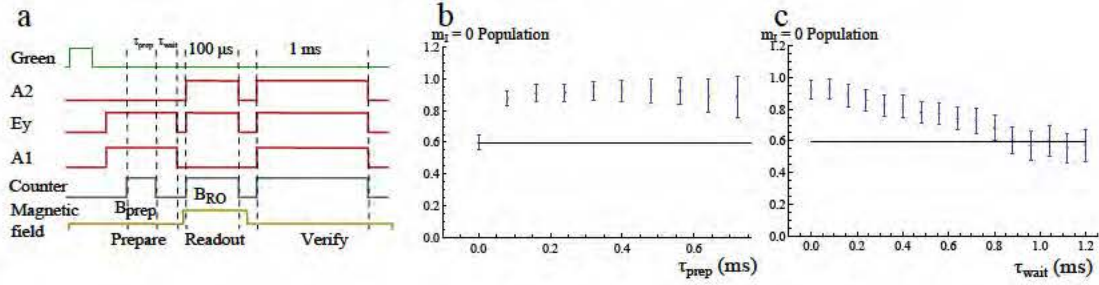 a
τprep τwait 100 μs 1 ms
Green
A2
Ey
A1
Counter
Magnetic field
Bprep
BRO
Prepare Readout Verify
b
mI = 0 Population
1.2
1.0
0.8
0.6
0.4
0.2
0.0
0.0 0.2 0.4 0.6
τprep (ms)
c
mI = 0 Population
1.2
1.0
0.8
0.6
0.4
0.2
0.0
0.0 0.2 0.4 0.6 0.8 1.0 1.2
τwait (ms)